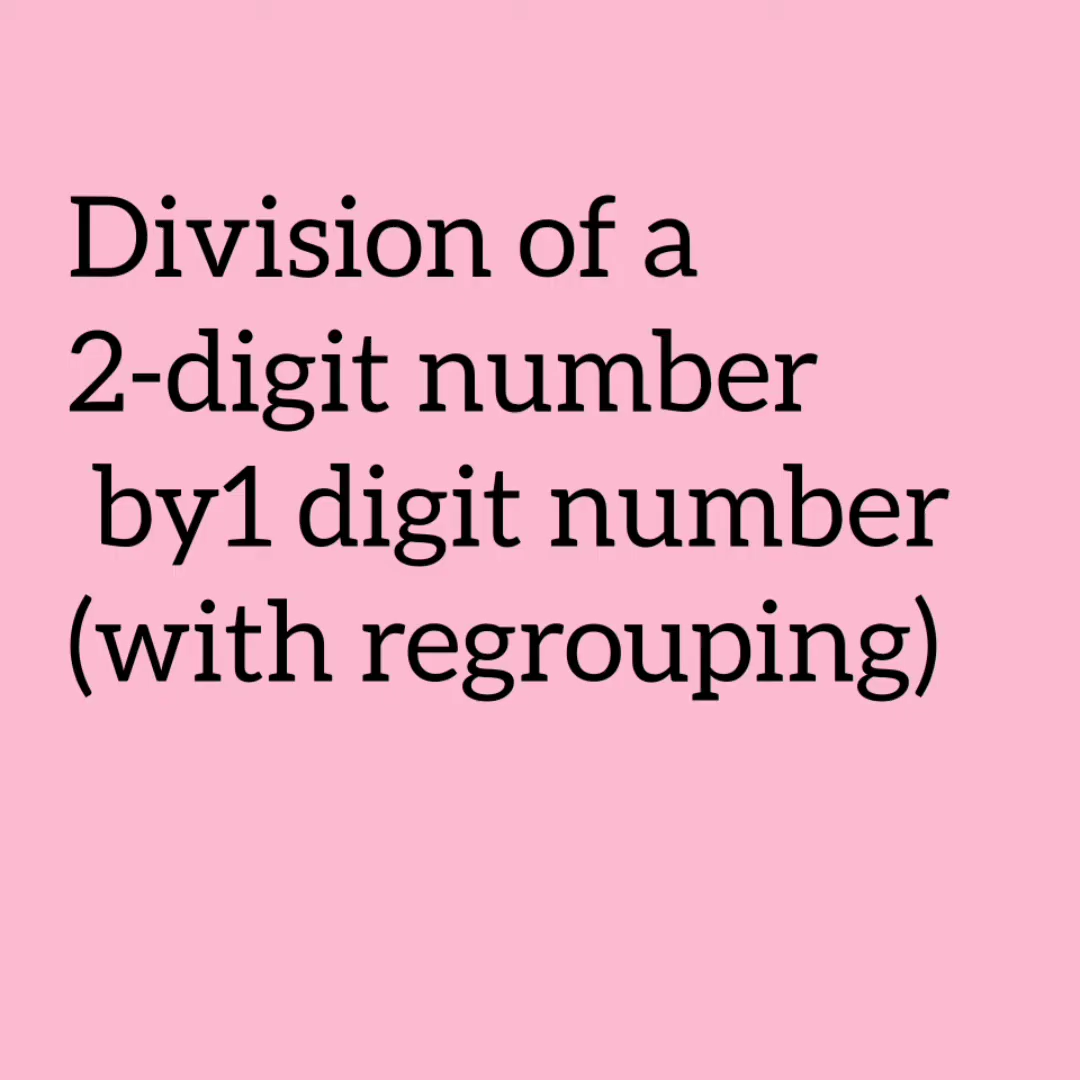 Division of a
2-digit number
by1 digit number
(with regrouping)